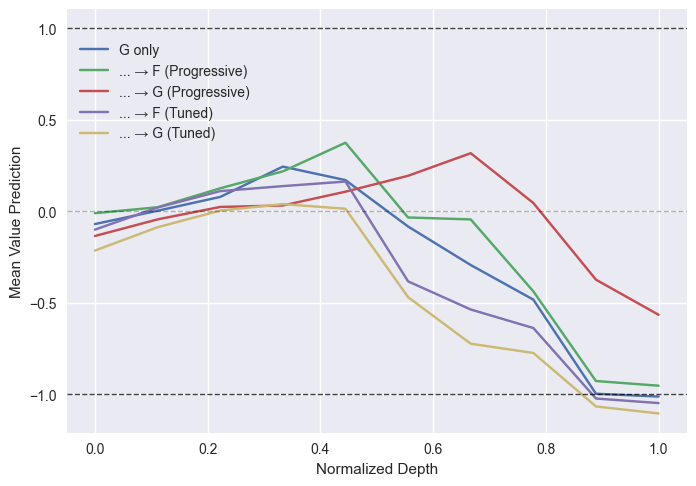 1.0
0.5
0.0
−0.5
−1.0
Mean Value Prediction
G only
... → F (Progressive)
... → G (Progressive)
... → F (Tuned)
... → G (Tuned)
0.0 0.2 0.4 0.6 0.8 1.0
Normalized Depth